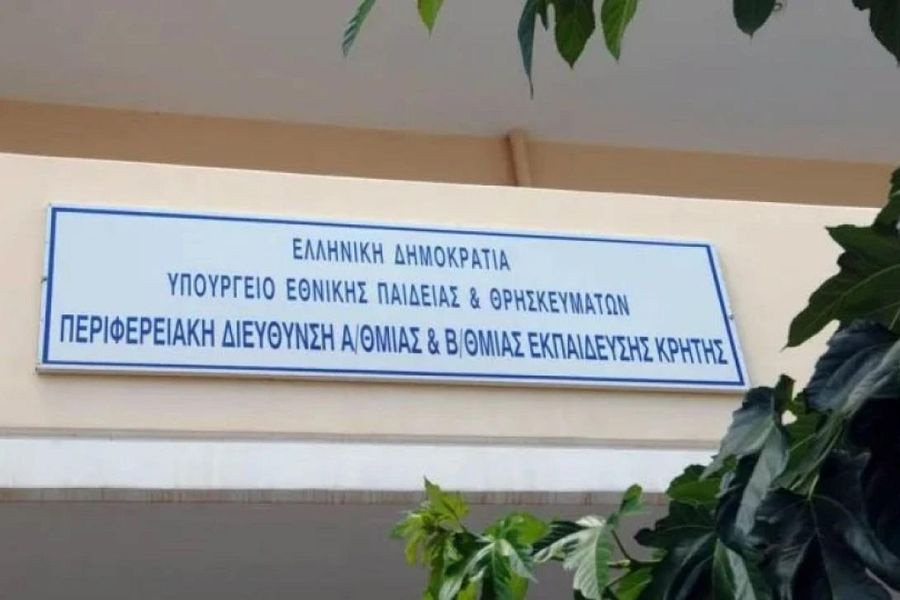 ΕΛΛΗΝΙΚΗ ΔΗΜΟΚΡΑΤΙΑ
ΥΠΟΥΡΓΕΙΟ ΕΘΝΙΚΗΣ ΠΑΙΔΕΙΑΣ & ΘΡΗΣΚΕΥΜΑΤΩΝ
ΠΕΡΙΦΕΡΕΙΑΚΗ ΔΙΕΥΘΥΝΣΗ Α/ΘΜΙΑΣ & Β/ΘΜΙΑΣ ΕΚΠΑΙΔΕΥΣΗΣ ΚΡΗΤΗΣ